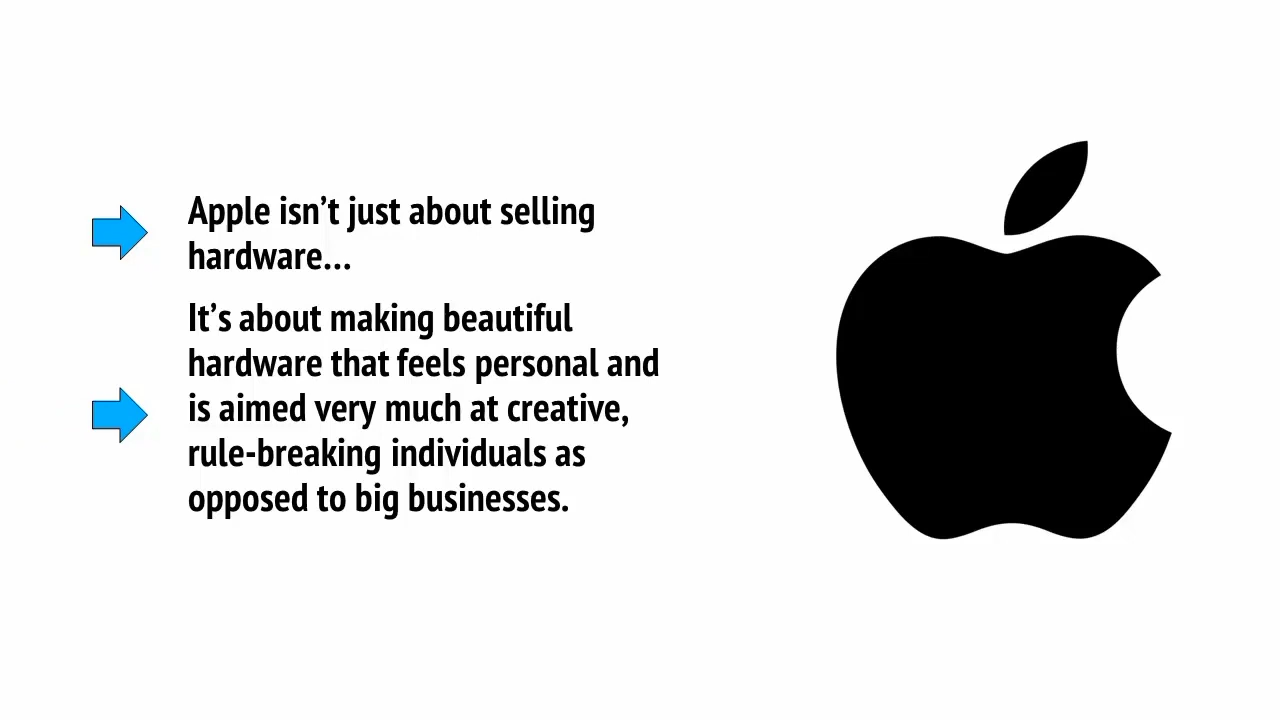 Apple isn’t just about selling
hardware…
It’s about making beautiful
hardware that feels personal and
is aimed very much at creative,
rule-breaking individuals as
opposed to big businesses.